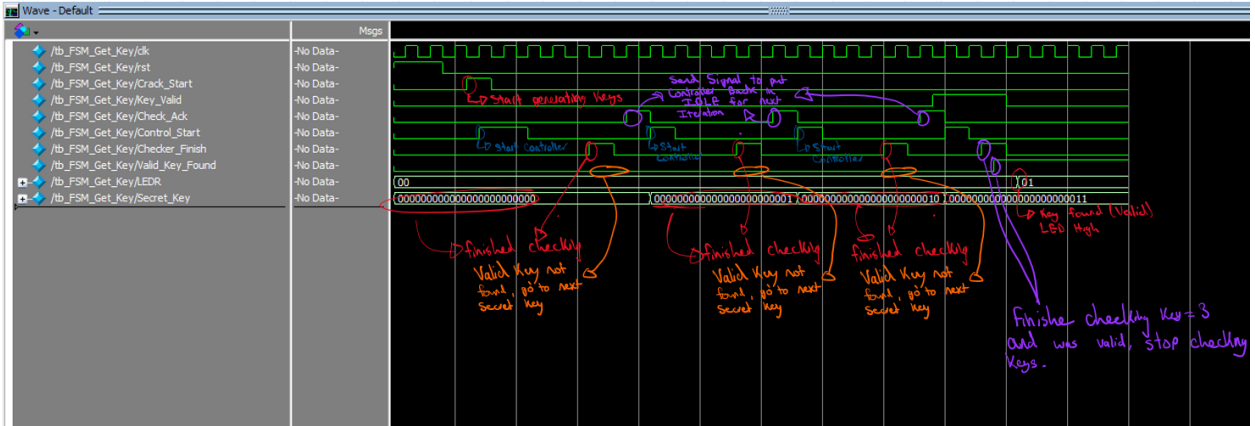 Wave - Default
Msgs
/tb_FSM_Get_Key/clk
-No Data-
/tb_FSM_Get_Key/rst
-No Data-
/tb_FSM_Get_Key/Crack_Start
-No Data-
/tb_FSM_Get_Key/Key_Valid
-No Data-
/tb_FSM_Get_Key/Check_Ack
-No Data-
/tb_FSM_Get_Key/Control_Start
-No Data-
/tb_FSM_Get_Key/Checker_Finish
-No Data-
/tb_FSM_Get_Key/Valid_Key_Found
-No Data-
/tb_FSM_Get_Key/LEDR
-No Data-
/tb_FSM_Get_Key/Secret_Key
-No Data-
Start generating Keys
Send Signal to put
Controller Back in
IDLE for next
Iteration
Start Controller
Start
Controller
Start
Controller
00
01
000000000000000000000000
000000000000000000000001
000000000000000000000010
000000000000000000000011
Key found (Valid)
LED High
finished checking
Valid Key not
found, go to next
secret key
finished checking
Valid Key not
found, go to next
secret key
finished checking
Valid Key not
found, go to next
secret key
checking Key = 3
and was valid, stop checking
Keys.